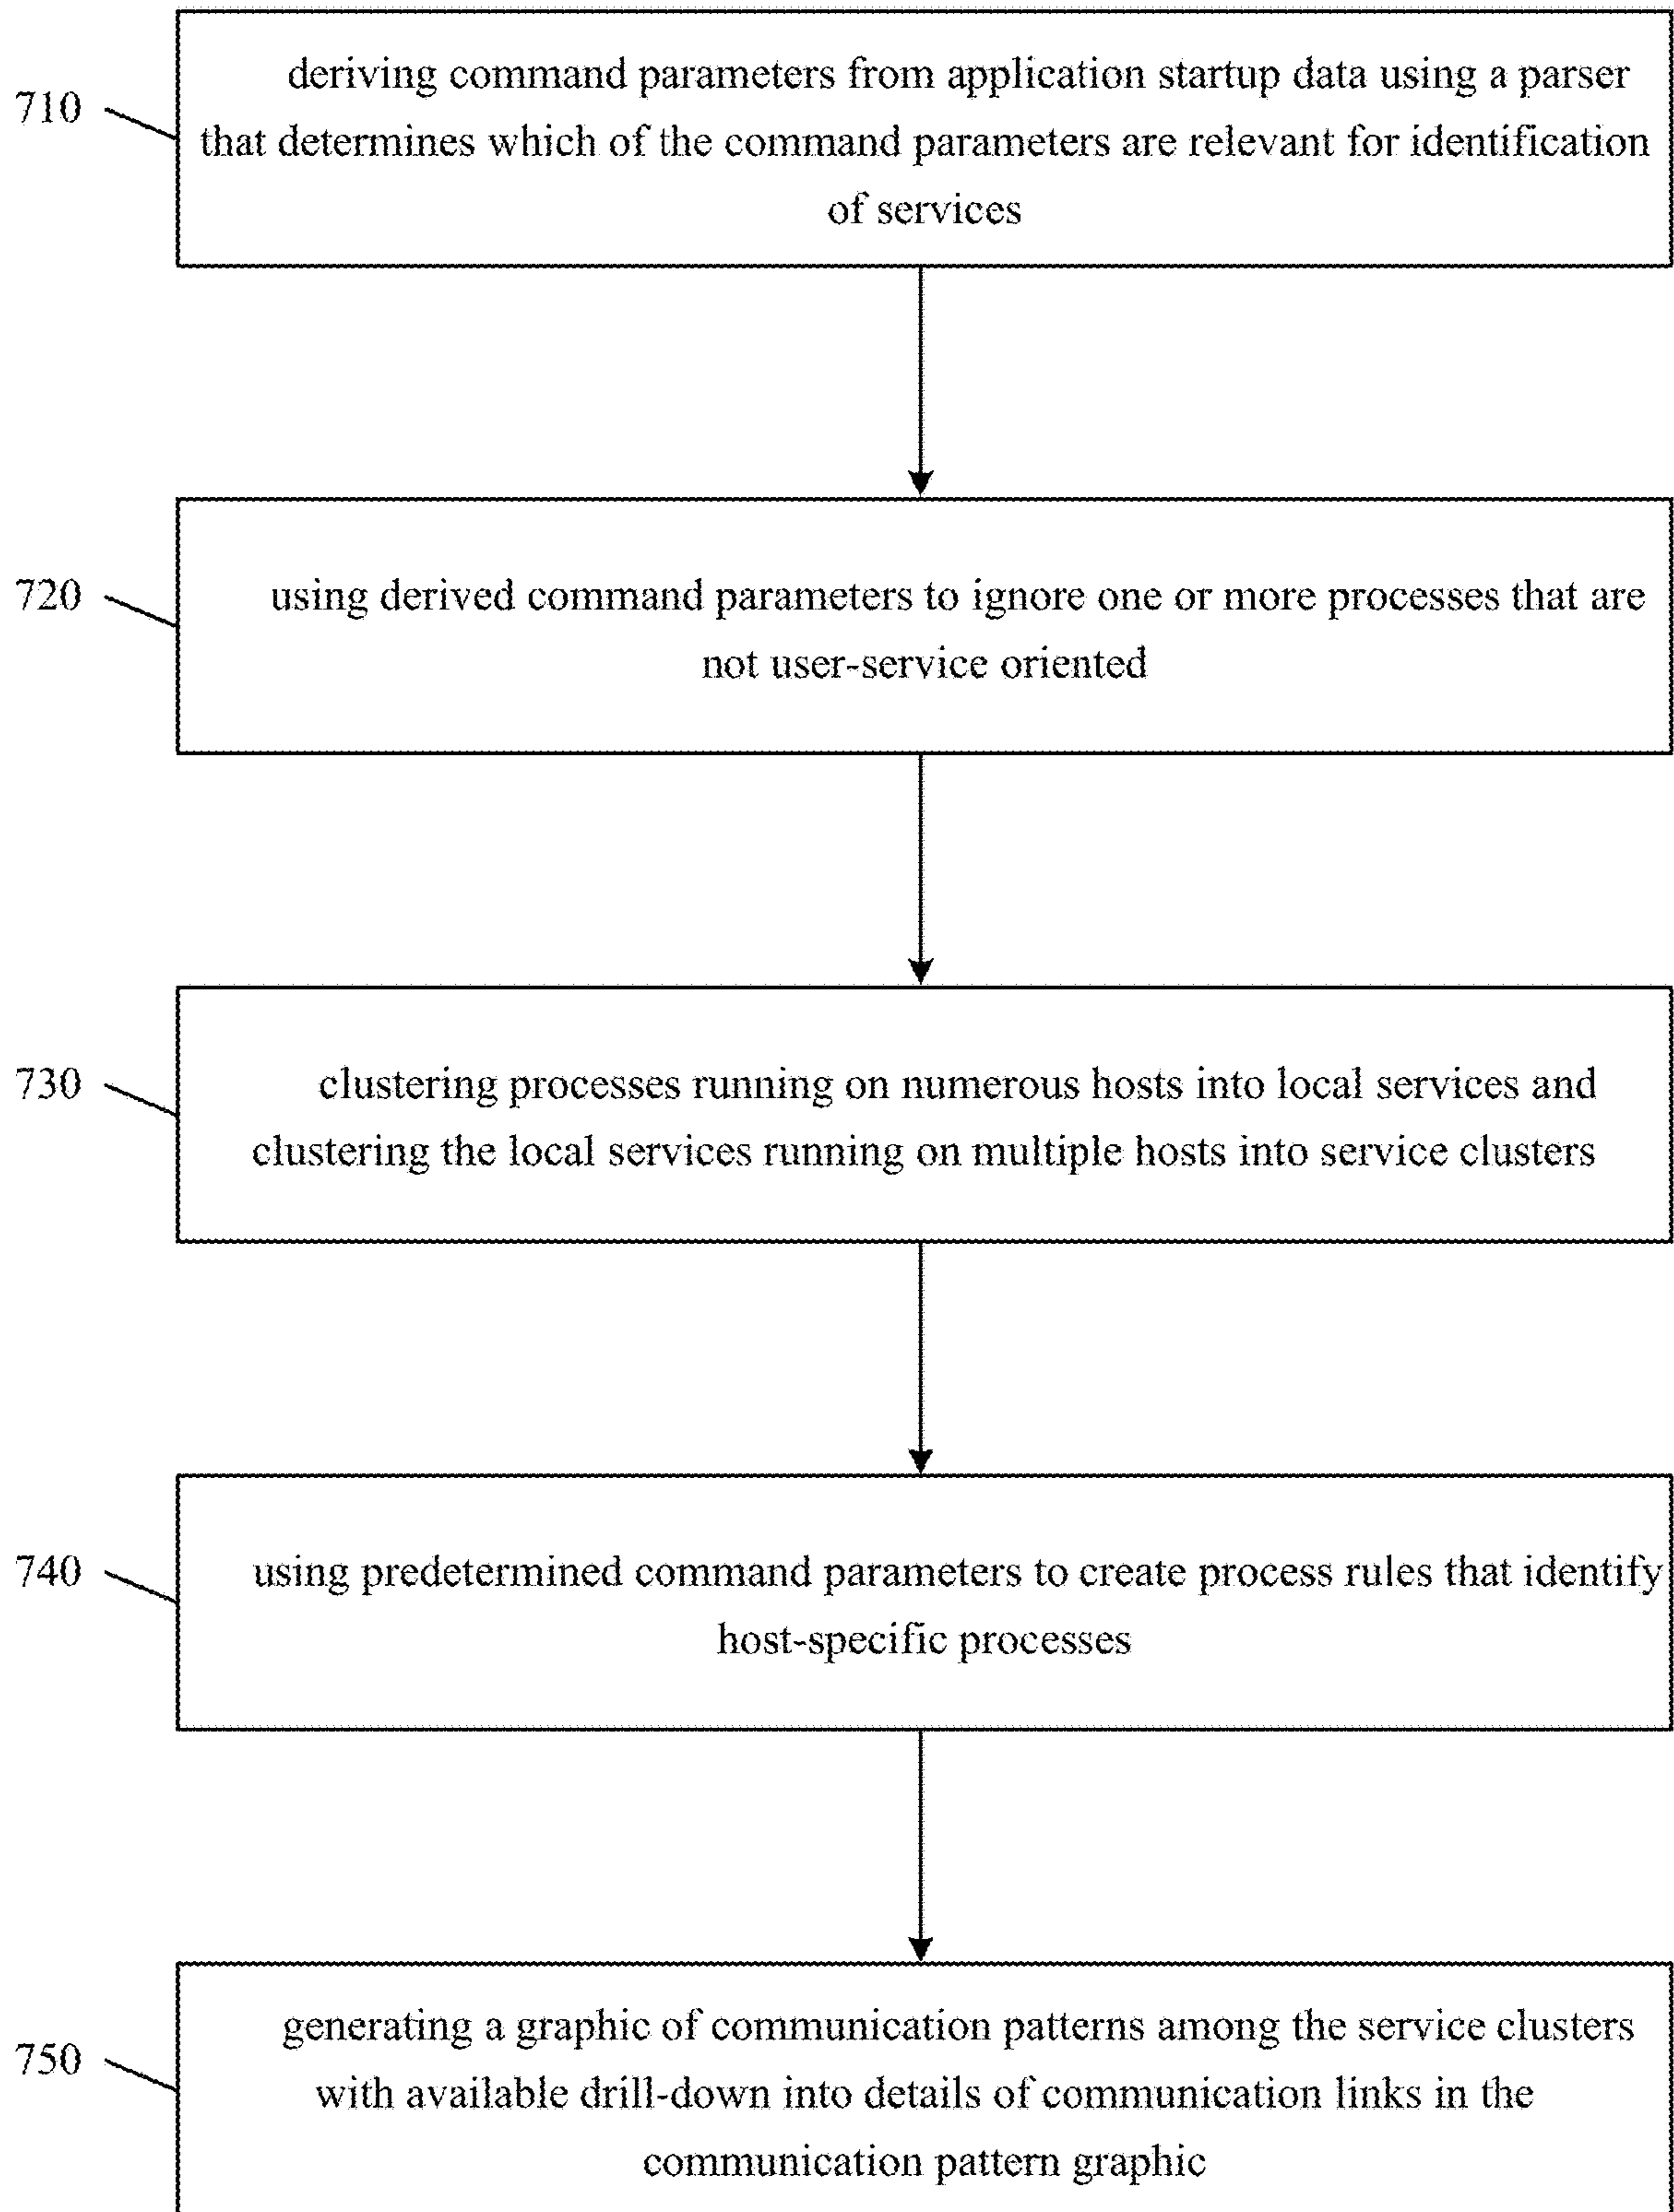 710
deriving command parameters from application startup data using a parser
that determines which of the command parameters are relevant for identification
of services
720
using derived command parameters to ignore one or more processes that are
not user-service oriented
730
clustering processes running on numerous hosts into local services and
clustering the local services running on multiple hosts into service clusters
740
using predetermined command parameters to create process rules that identify
host-specific processes
750
generating a graphic of communication patterns among the service clusters
with available drill-down into details of communication links in the
communication pattern graphic